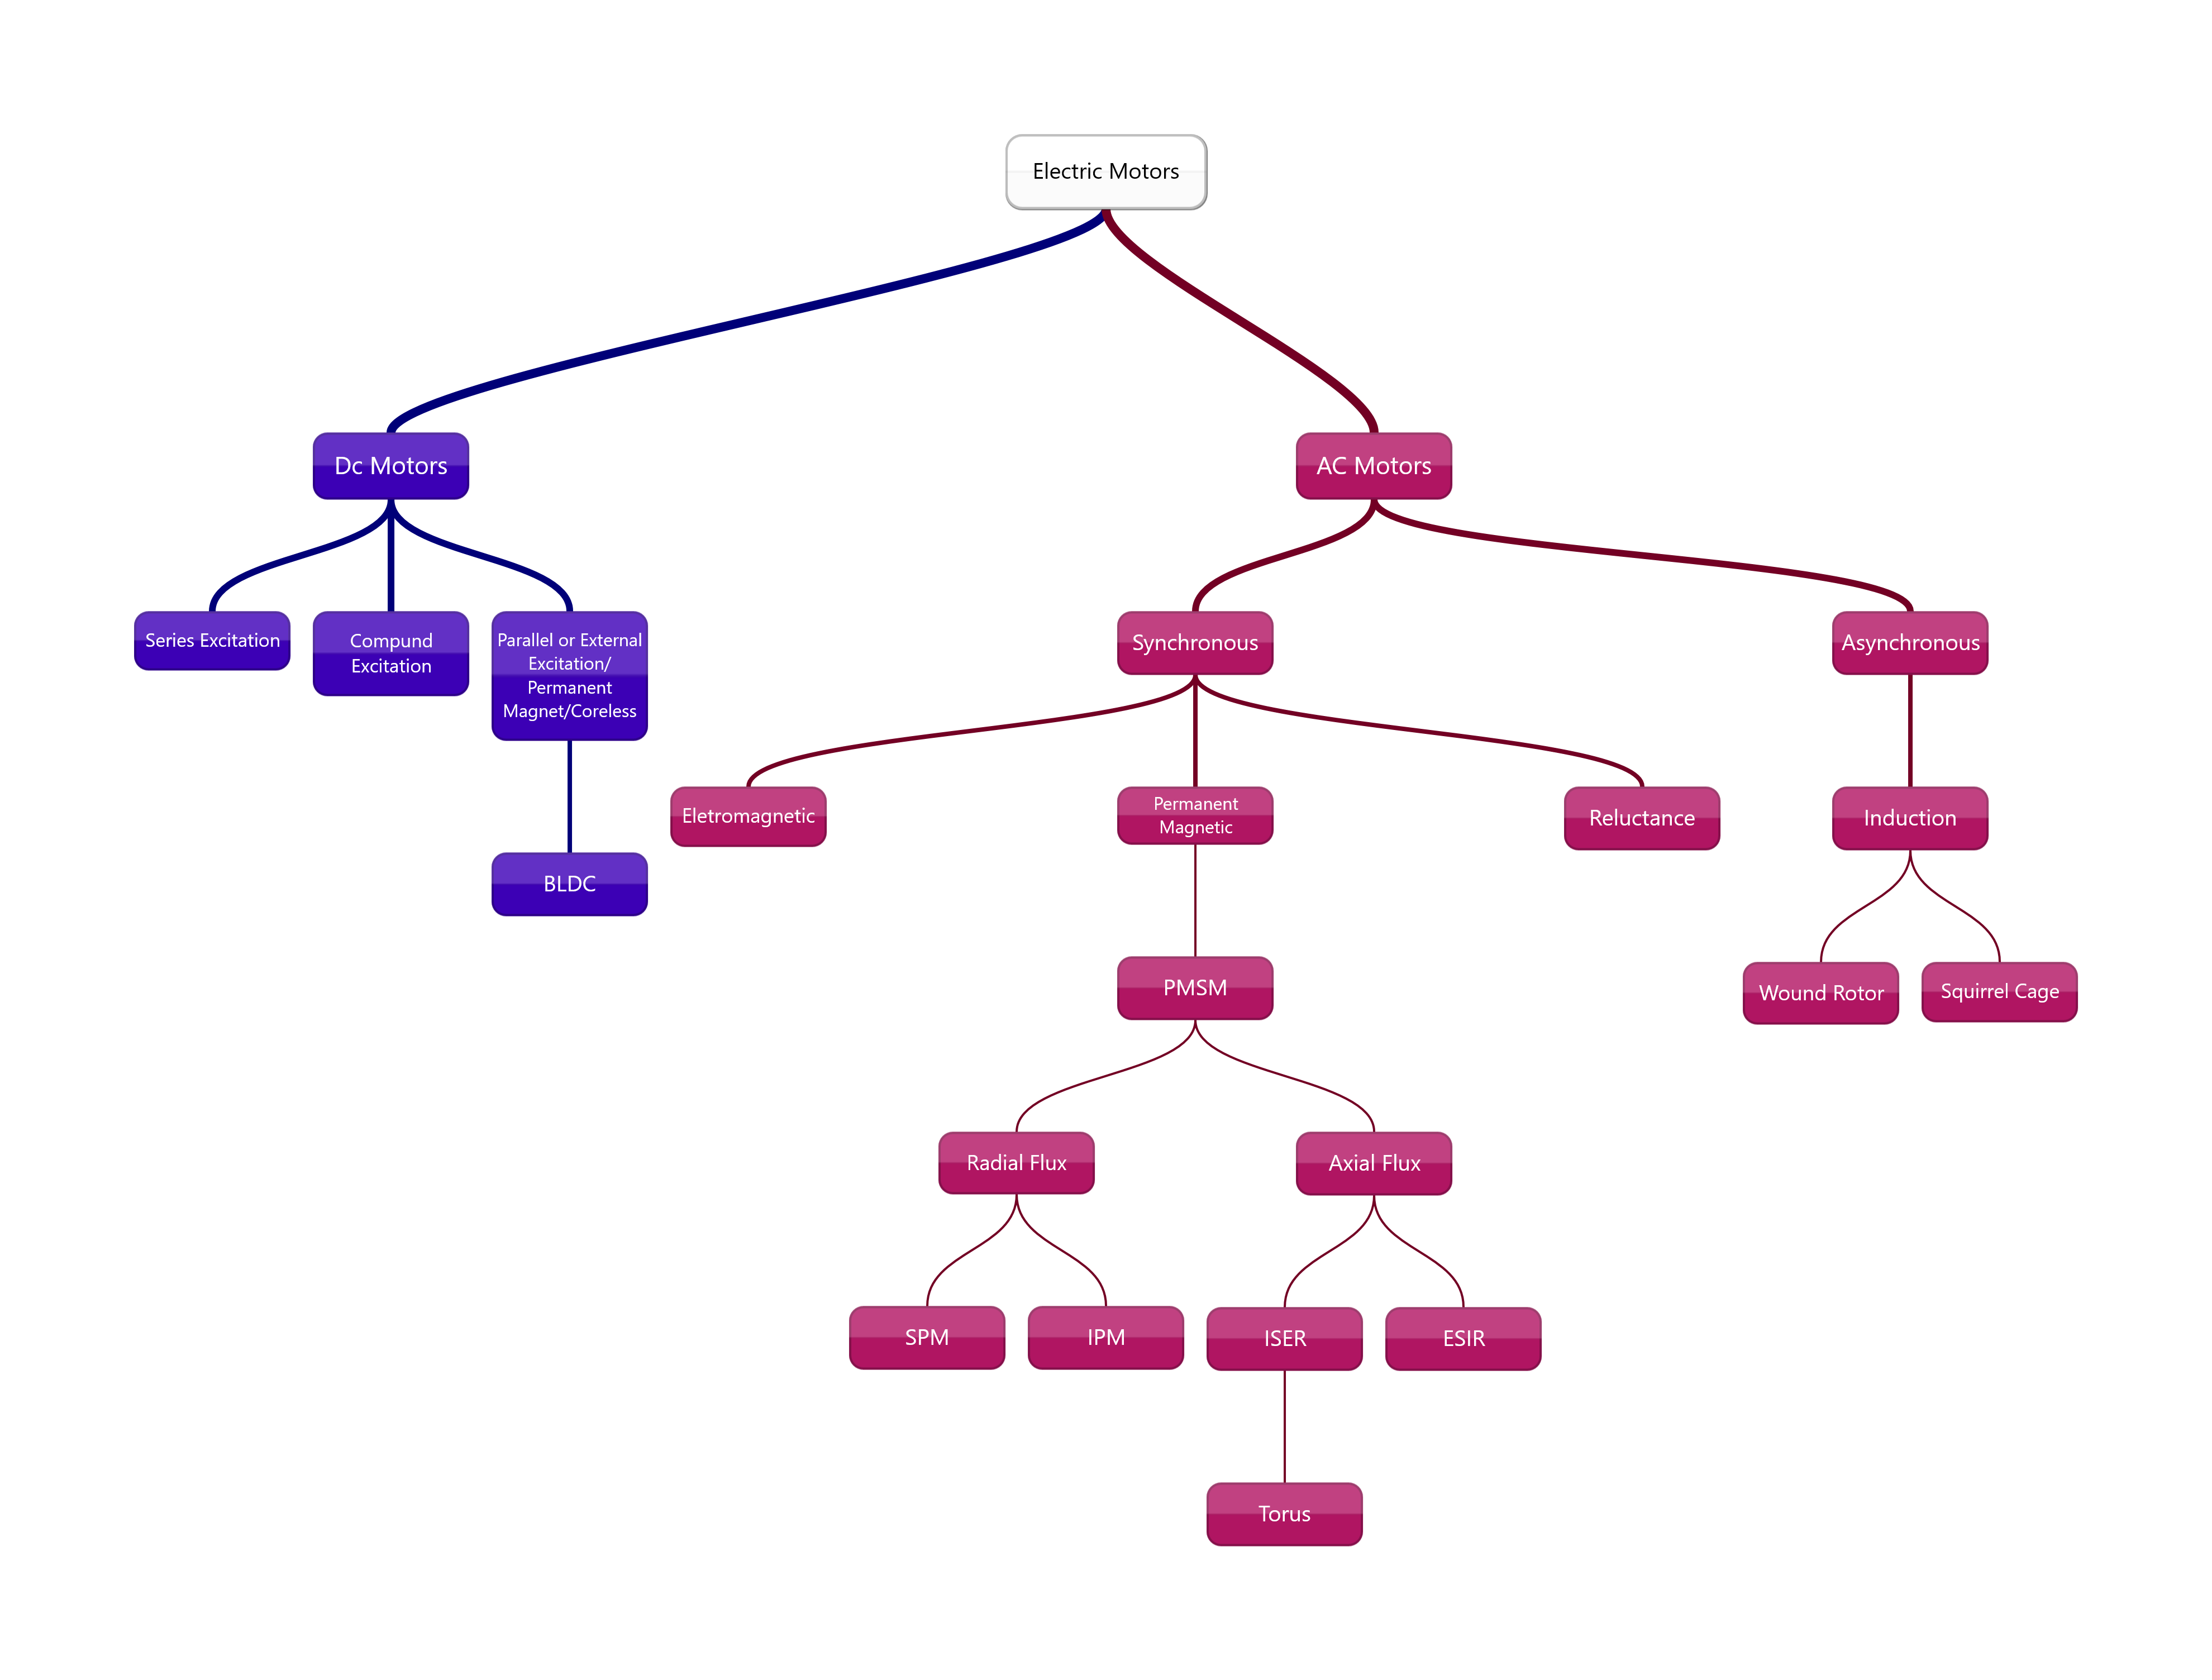 Electric Motors
Dc Motors
AC Motors
Series Excitation
Compund
Excitation
Parallel or External
Excitation/
Permanent
Magnet/Coreless
Synchronous
Asynchronous
Eletromagnetic
Permanent
Magnetic
Reluctance
Induction
BLDC
PMSM
Wound Rotor
Squirrel Cage
Radial Flux
Axial Flux
SPM
IPM
ISER
ESIR
Torus